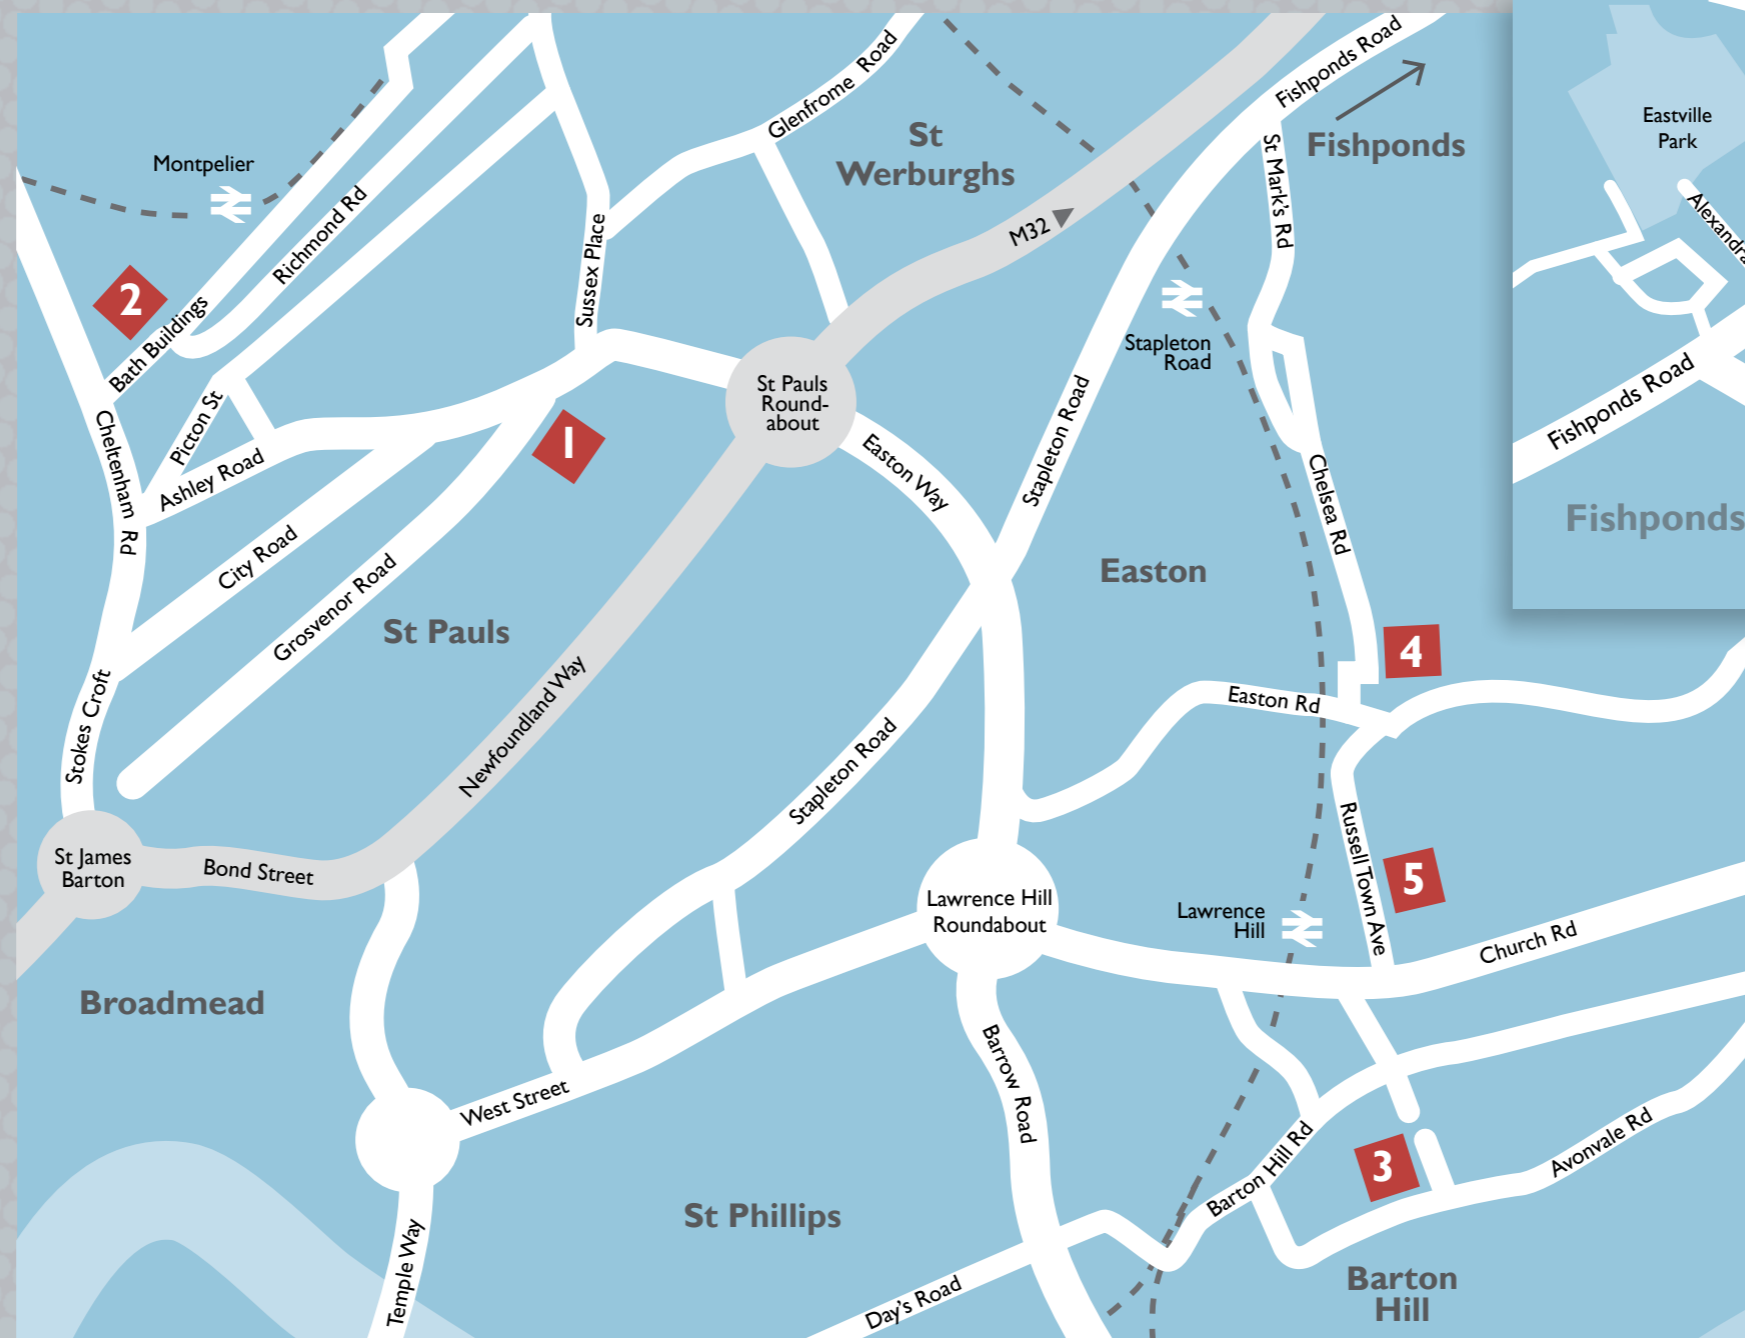 Fishponds Road
Glenfrome Road
St
Werburghs
Fishponds
Eastville
Park
Montpelier
St Mark's Rd
Richmond Rd
M32
Sussex Place
2
Bath Buildings
Stapleton
Road
St Pauls
Round-
about
Picton St
Cheltenham Rd
Ashley Road
1
Easton Way
Stapleton Road
Fishponds Road
Chelsea Rd
Fishponds
City Road
Grosvenor Road
Easton
St Pauls
4
Stokes Croft
Newfoundland Way
Easton Rd
Stapleton Road
St James
Barton
Bond Street
Russell Town Ave
5
Lawrence Hill
Roundabout
Lawrence
Hill
Church Rd
Broadmead
West Street
Barrow Road
Barton Hill Rd
3
Avonvale Rd
St Phillips
Temple Way
Day's Road
Barton
Hill